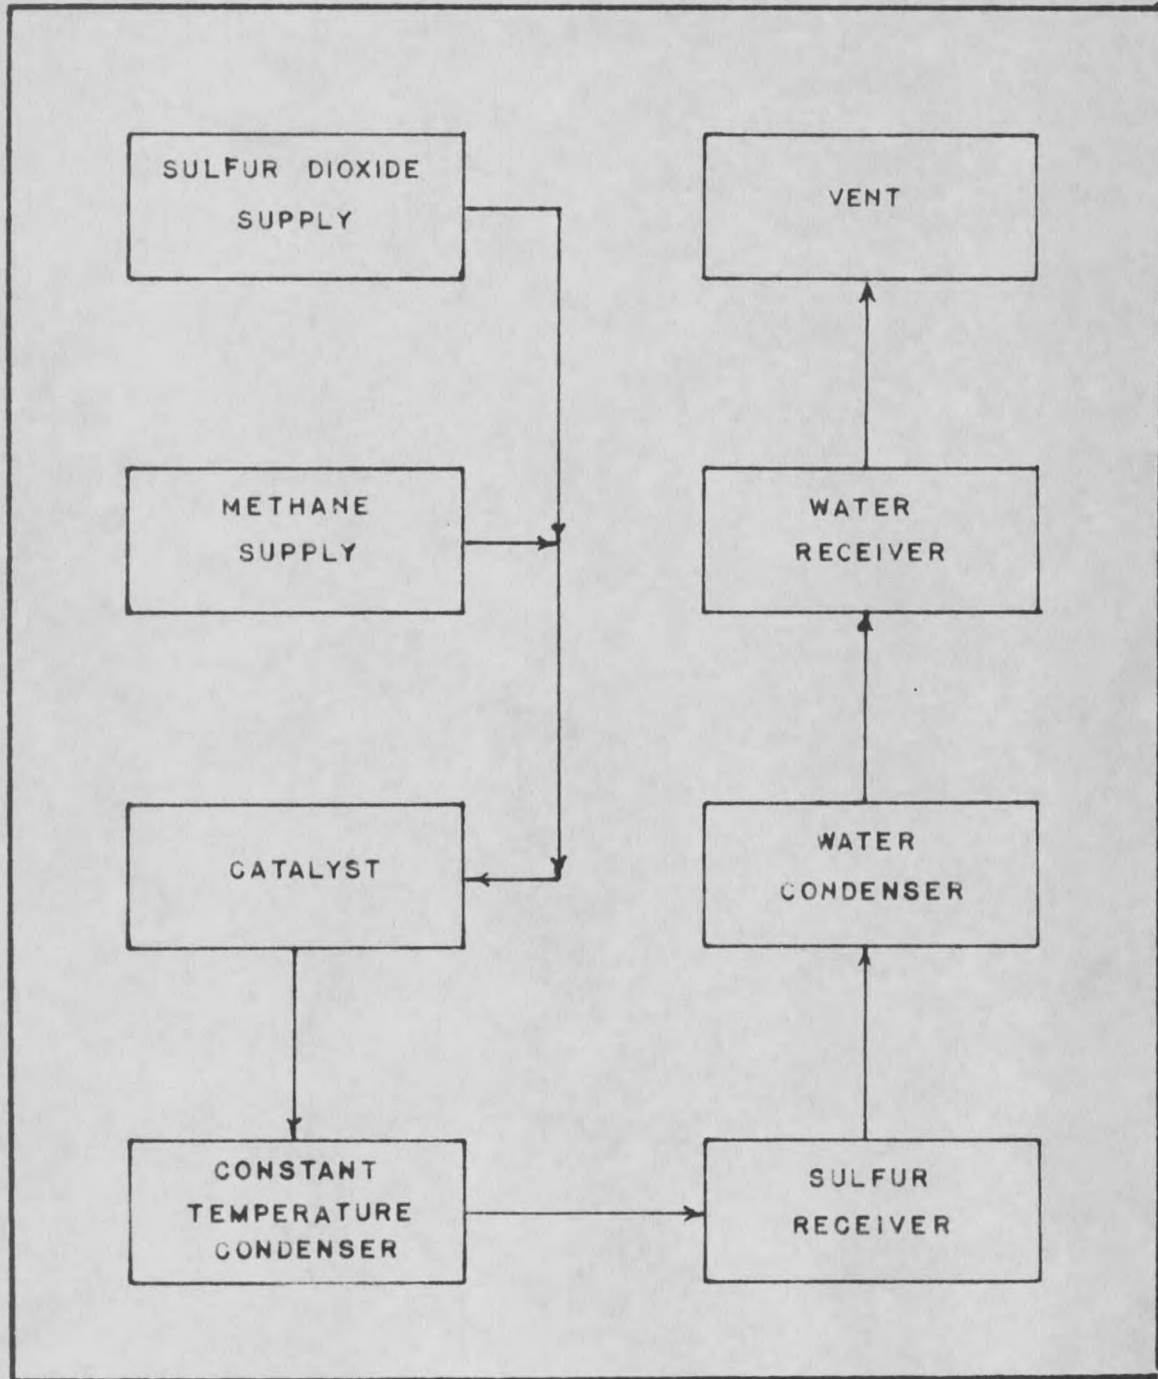 SULFUR DIOXIDE
SUPPLY
METHANE
SUPPLY
CATALYST
CONSTANT
TEMPERATURE
CONDENSER
SULFUR
RECEIVER
WATER
CONDENSER
WATER
RECEIVER
VENT